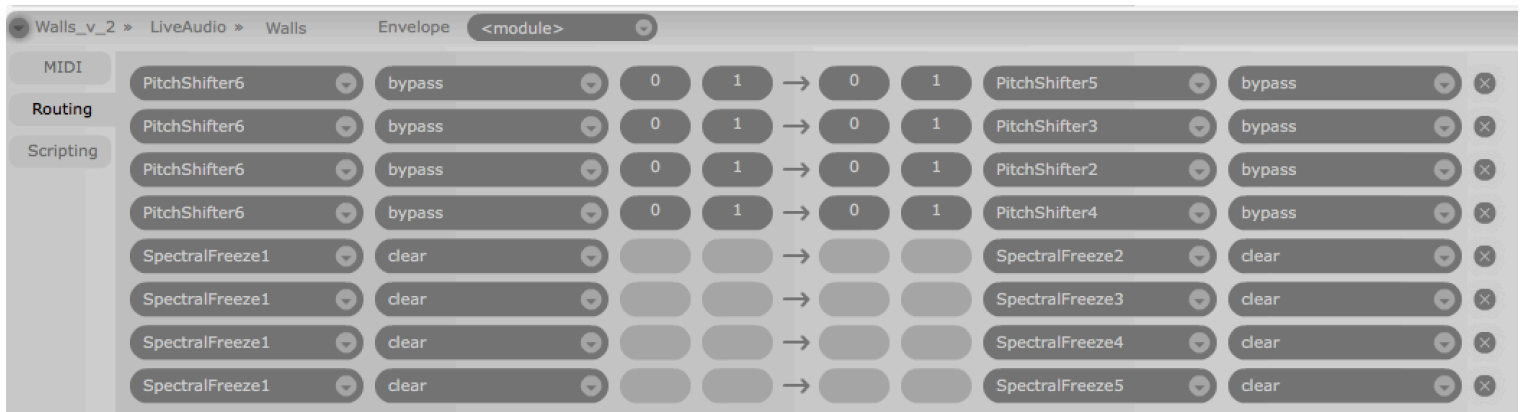 Walls_v_2 » LiveAudio » Walls Envelope <module>
MIDI
PitchShifter6 bypass 0 1 → 0 1 PitchShifter5 bypass
Routing
PitchShifter6 bypass 0 1 → 0 1 PitchShifter3 bypass
Scripting
PitchShifter6 bypass 0 1 → 0 1 PitchShifter2 bypass
PitchShifter6 bypass 0 1 → 0 1 PitchShifter4 bypass
SpectralFreeze1 clear → SpectralFreeze2 clear
SpectralFreeze1 clear → SpectralFreeze3 clear
SpectralFreeze1 clear → SpectralFreeze4 clear
SpectralFreeze1 clear → SpectralFreeze5 clear